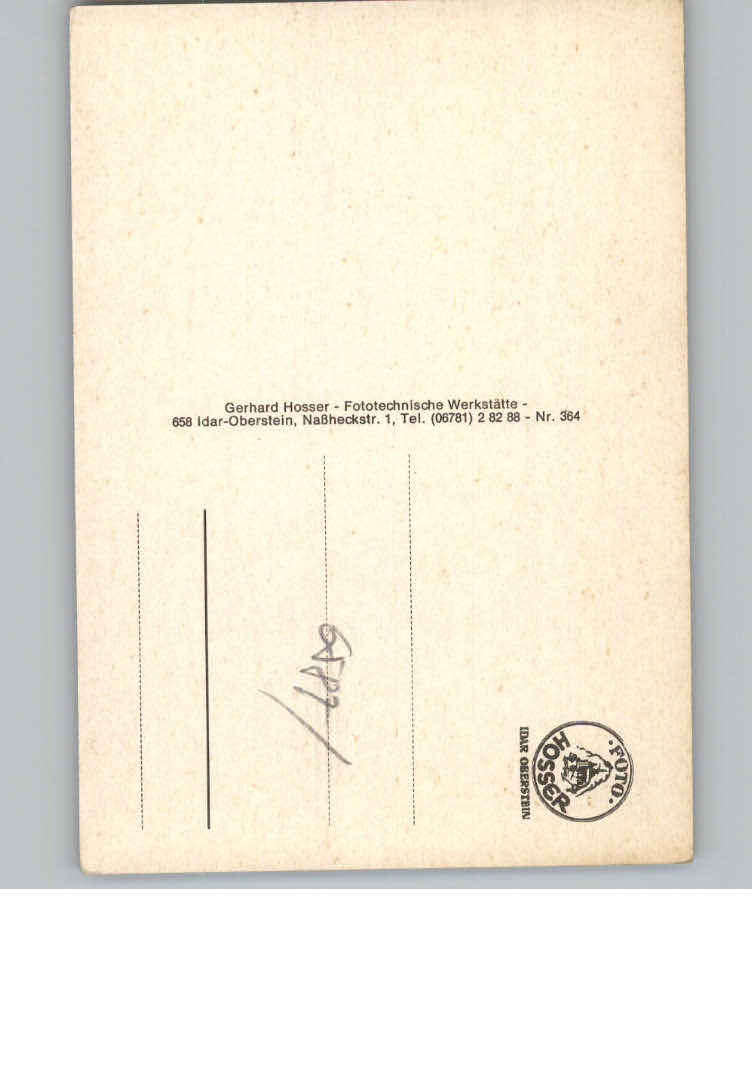 Gerhard Hosser - Fototechnische Werkstätte -
658 Idar-Oberstein, Naßheckstr. 1, Tel. (06781) 2 82 88 - Nr. 364
· FOTO ·
HOSSER
IDAR OBERSTEIN